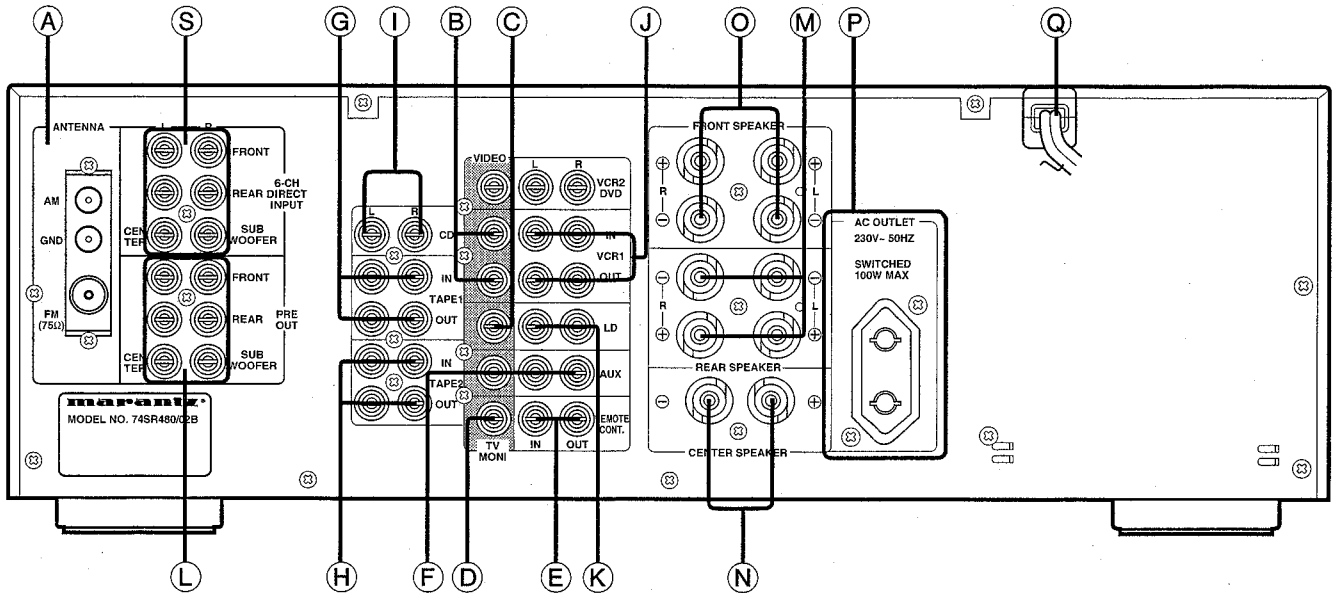 A S G I B C J O M P Q
ANTENNA
L R
AM
GND
FM
(75Ω)
FRONT
REAR
6-CH
DIRECT
INPUT
CEN
TER
SUB
WOOFER
FRONT
REAR
PRE
OUT
CEN
TER
SUB
WOOFER
marantz
MODEL NO. 74SR480/02B
L R
CD
IN
TAPE1
OUT
IN
TAPE2
OUT
VIDEO
L R
VCR2
DVD
IN
VCR1
OUT
LD
AUX
REMOTE
CONT.
TV
MONI
IN OUT
FRONT SPEAKER
+ +
R L
− −
− −
R L
+ +
REAR SPEAKER
− +
CENTER SPEAKER
AC OUTLET
230V~ 50HZ
SWITCHED
100W MAX
L H F D E K N